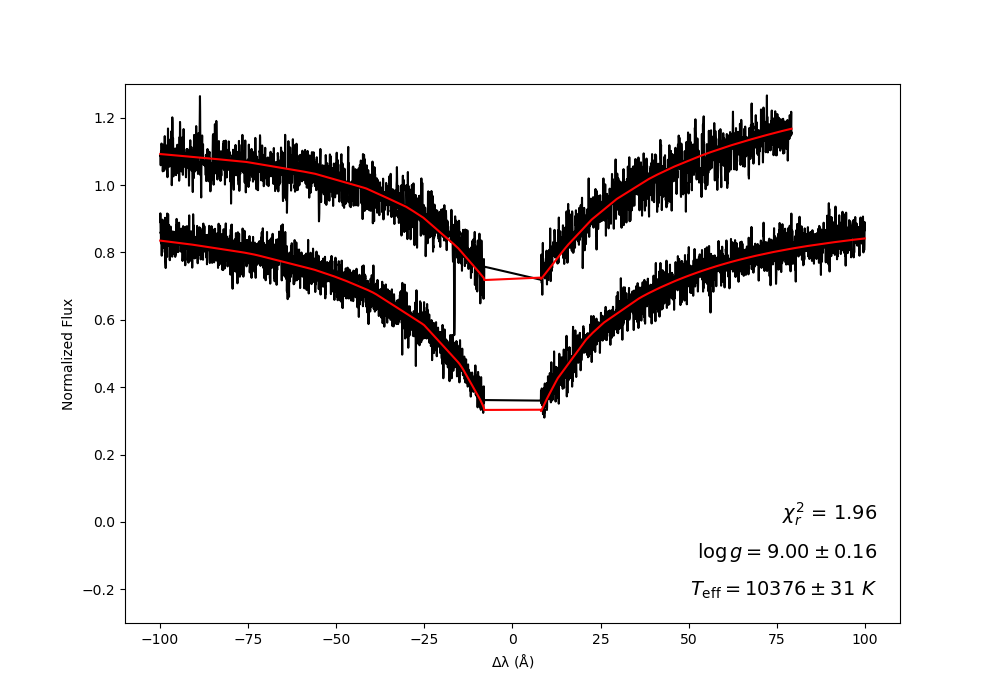 1.2
1.0
0.8
0.6
0.4
0.2
0.0
−0.2
Normalized Flux
χ²ᵣ = 1.96
log g = 9.00 ± 0.16
T_eff = 10376 ± 31 K
−100 −75 −50 −25 0 25 50 75 100
Δλ (Å)